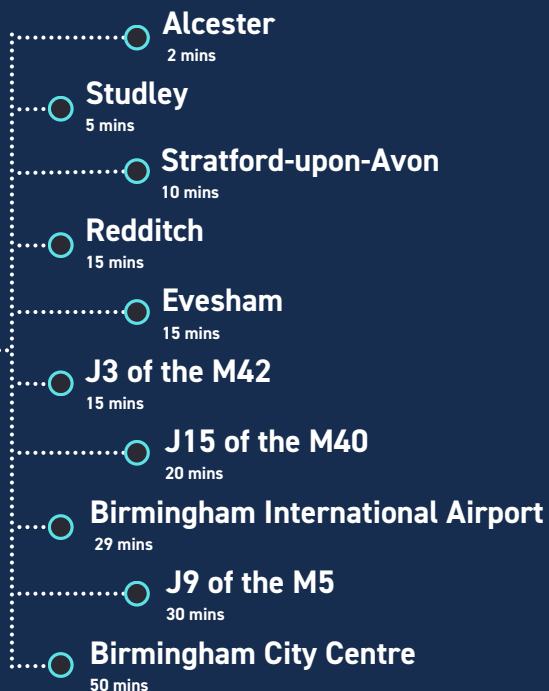 Alcester
2 mins
Studley
5 mins
Stratford-upon-Avon
10 mins
Redditch
15 mins
Evesham
15 mins
J3 of the M42
15 mins
J15 of the M40
20 mins
Birmingham International Airport
29 mins
J9 of the M5
30 mins
Birmingham City Centre
50 mins